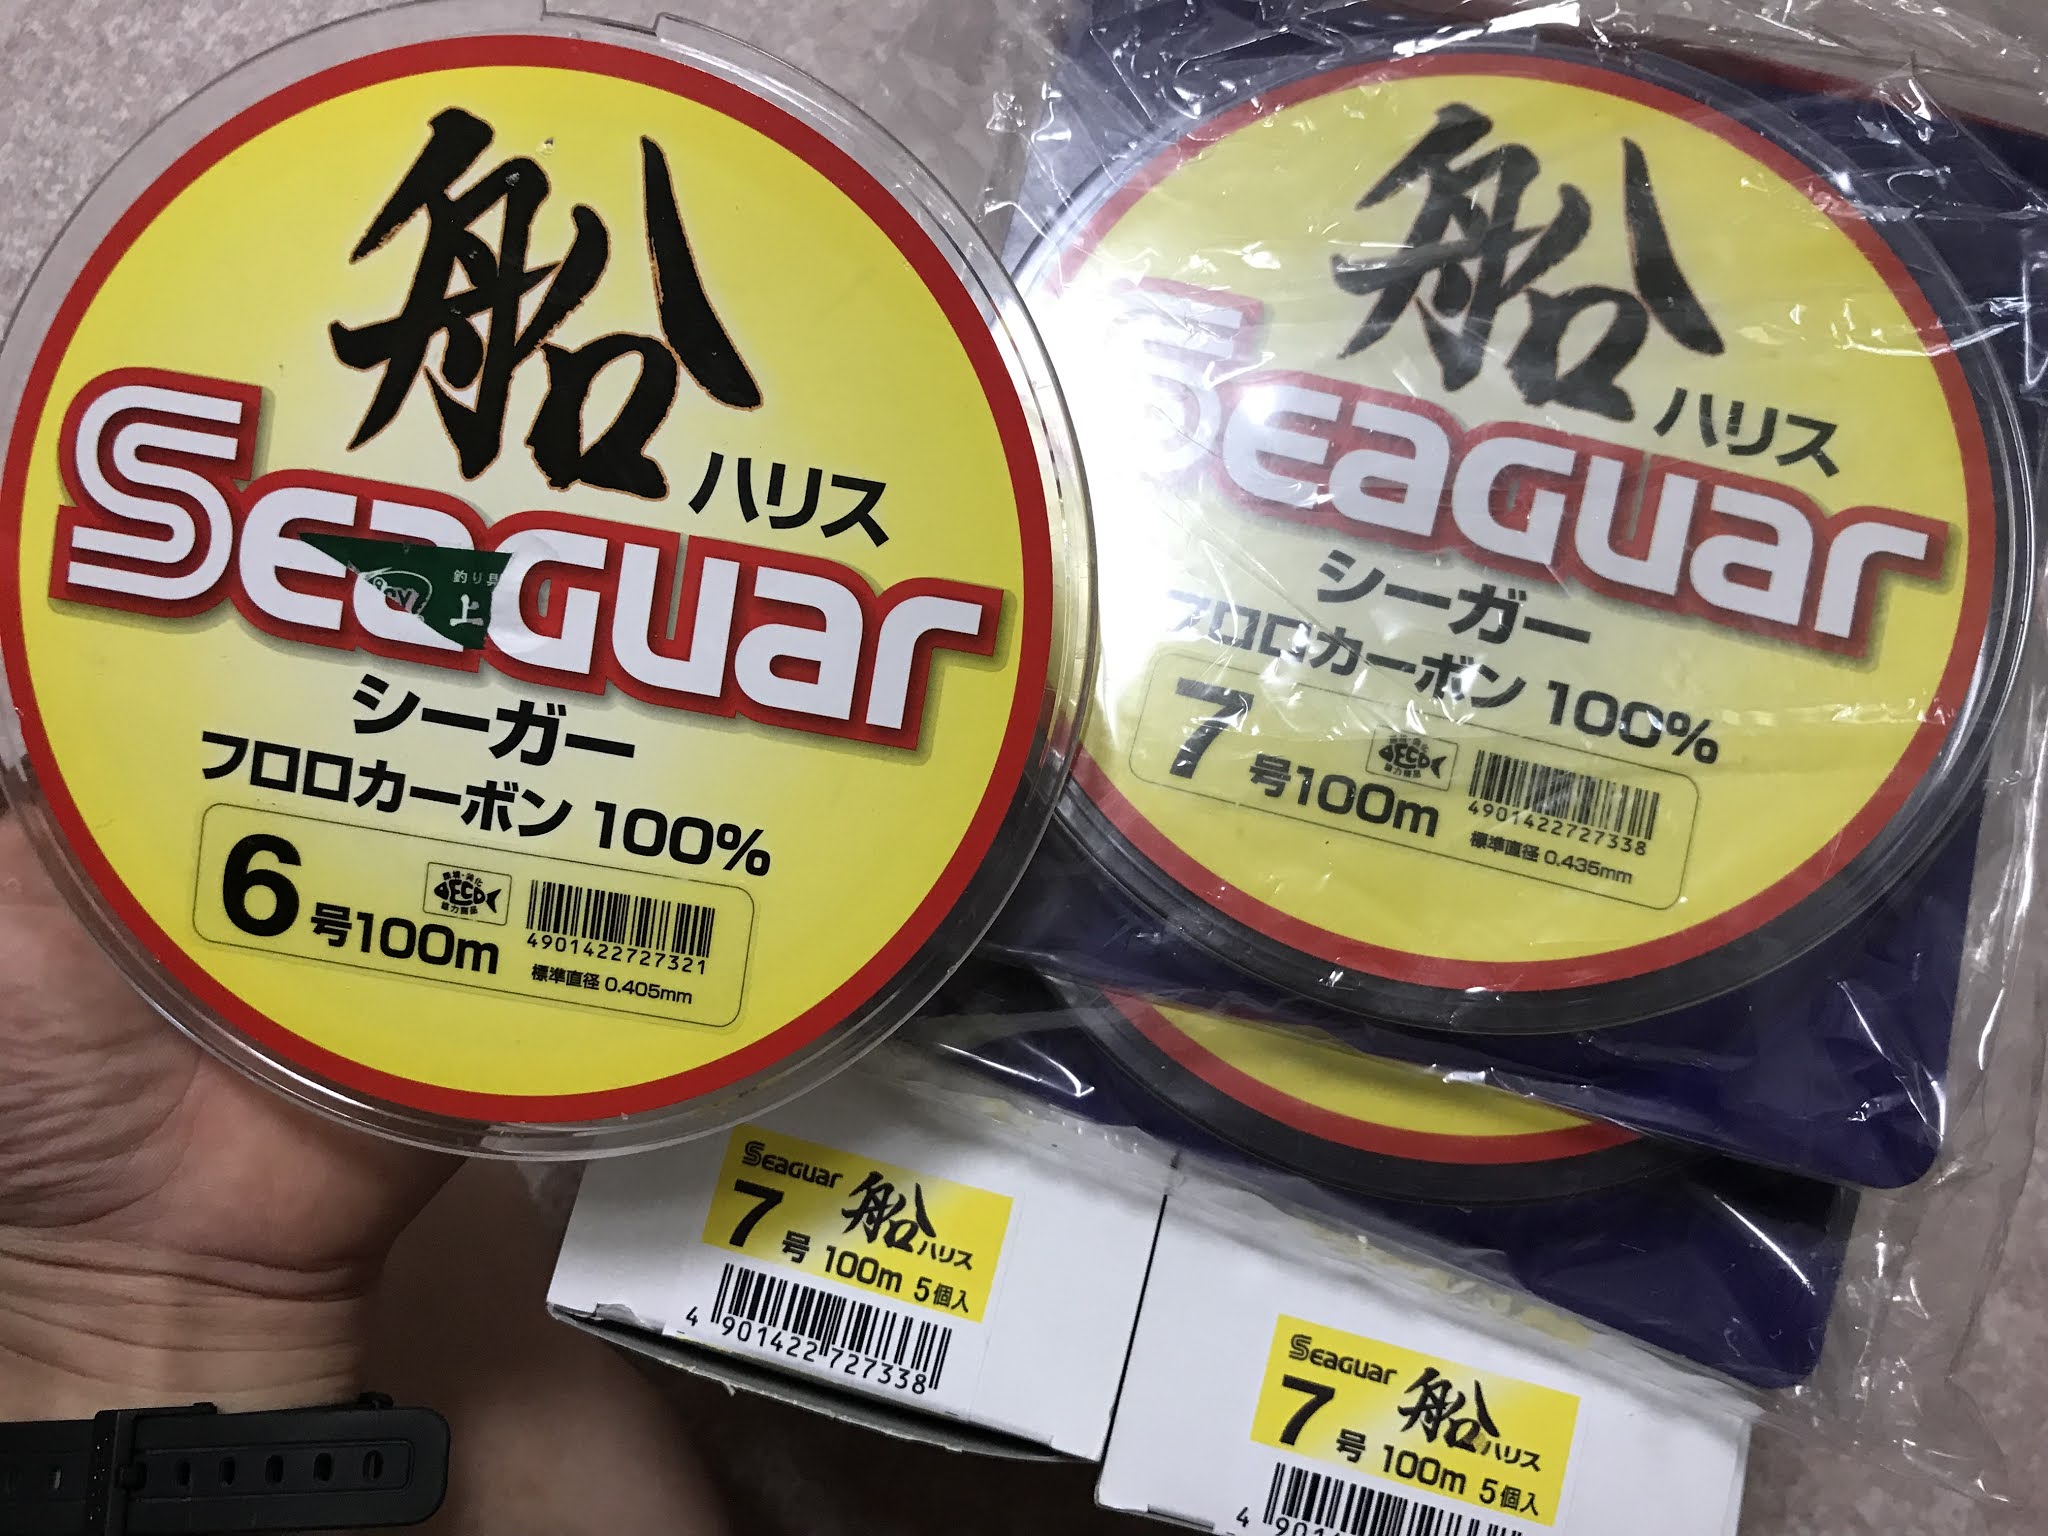 船
ハリス
Seaguar
釣り具
上
シーガー
フロロカーボン 100%
6号100m
4901422727321
標準直径 0.405mm
船
ハリス
Seaguar
シーガー
フロロカーボン 100%
7号100m
4901422727338
標準直径 0.435mm
Seaguar 船 ハリス
7号 100m 5個入
4 901422 727338
Seaguar 船 ハリス
7号 100m 5個入